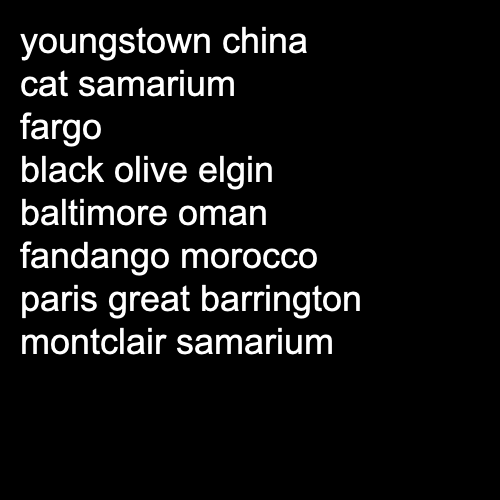 youngstown china
cat samarium
fargo
black olive elgin
baltimore oman
fandango morocco
paris great barrington
montclair samarium